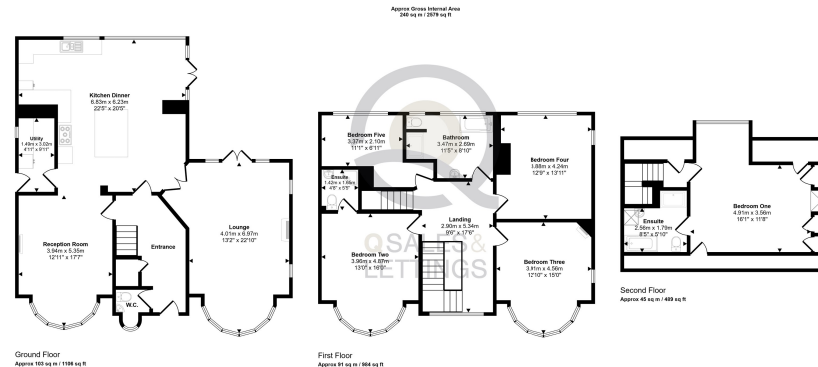 Approx Gross Internal Area
240 sq m / 2579 sq ft
Kitchen Dinner
6.83m x 6.23m
22'5" x 20'5"
Utility
1.49m x 3.02m
4'11" x 9'11"
Reception Room
3.94m x 5.35m
12'11" x 17'7"
Entrance
W.C.
Lounge
4.01m x 6.97m
13'2" x 22'10"
Ground Floor
Approx 103 sq m / 1106 sq ft
Bedroom Five
3.37m x 2.10m
11'1" x 6'11"
Bathroom
3.47m x 2.69m
11'5" x 8'10"
Bedroom Four
3.88m x 4.24m
12'9" x 13'11"
Ensuite
1.42m x 1.65m
4'8" x 5'5"
Landing
2.90m x 5.34m
9'6" x 17'6"
Bedroom Two
3.96m x 4.87m
13'0" x 16'0"
Bedroom Three
3.91m x 4.56m
12'10" x 15'0"
QSALES&
LETTINGS
First Floor
Approx 91 sq m / 984 sq ft
Bedroom One
4.91m x 3.56m
16'1" x 11'8"
Ensuite
2.56m x 1.79m
8'5" x 5'10"
Second Floor
Approx 45 sq m / 489 sq ft